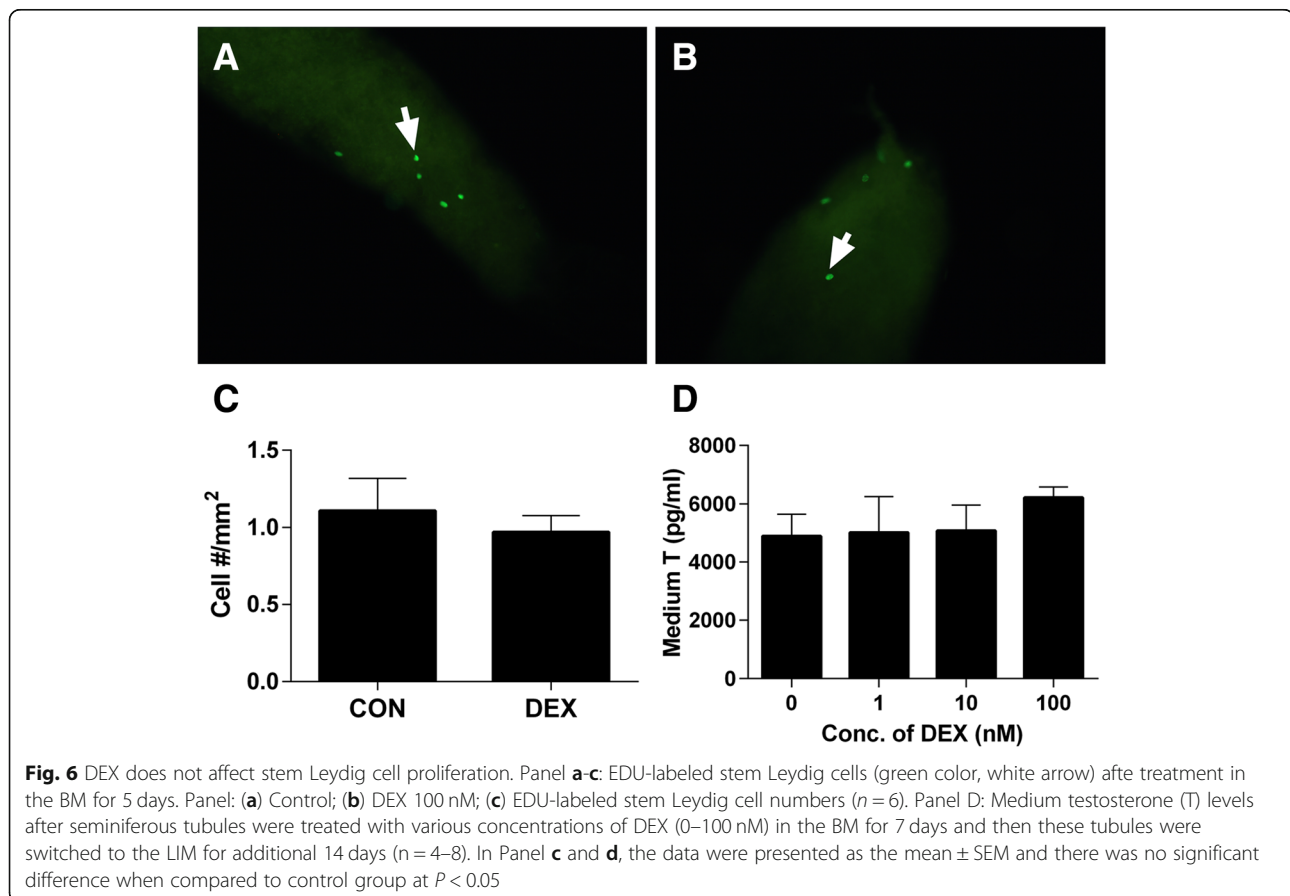 A
B
C
D
1.5
1.0
0.5
0.0
Cell #/mm²
CON
DEX
8000
6000
4000
2000
0
Medium T (pg/ml)
0 1 10 100
Conc. of DEX (nM)
Fig. 6 DEX does not affect stem Leydig cell proliferation. Panel a-c: EDU-labeled stem Leydig cells (green color, white arrow) afte treatment in
the BM for 5 days. Panel: (a) Control; (b) DEX 100 nM; (c) EDU-labeled stem Leydig cell numbers (n = 6). Panel D: Medium testosterone (T) levels
after seminiferous tubules were treated with various concentrations of DEX (0–100 nM) in the BM for 7 days and then these tubules were
switched to the LIM for additional 14 days (n = 4–8). In Panel c and d, the data were presented as the mean ± SEM and there was no significant
difference when compared to control group at P < 0.05